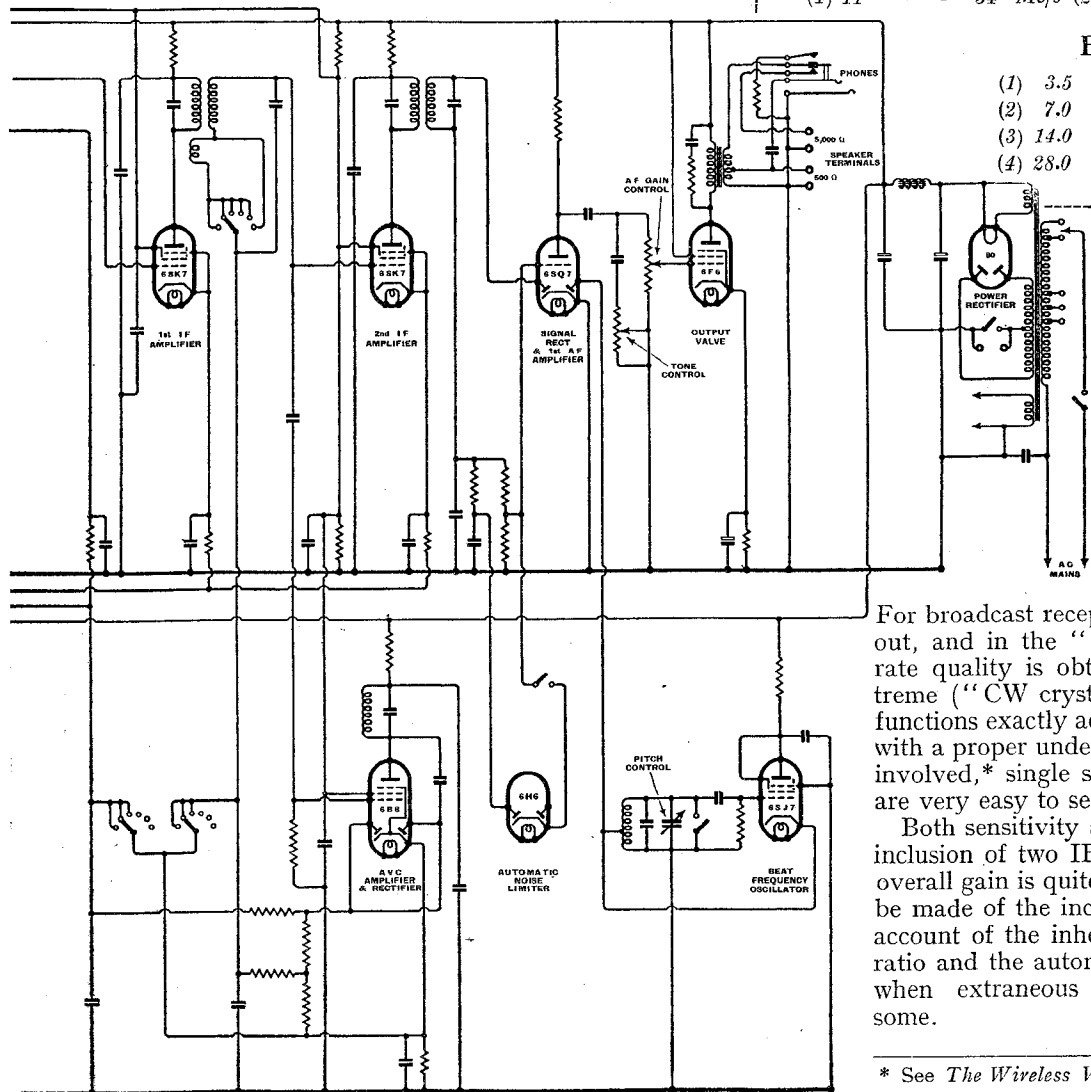 PHONES
(1) 3.5
(2) 7.0
(3) 14.0
(4) 28.0
5,000 Ω
SPEAKER
TERMINALS
500 Ω
A F GAIN
CONTROL
6SK7
1st IF
AMPLIFIER
6SK7
2nd IF
AMPLIFIER
6SQ7
SIGNAL
RECT
& 1st AF
AMPLIFIER
6F6
OUTPUT
VALVE
TONE
CONTROL
80
POWER
RECTIFIER
AC
MAINS
6B8
AVC
AMPLIFIER
& RECTIFIER
6H6
AUTOMATIC
NOISE
LIMITER
PITCH
CONTROL
6SJ7
BEAT
FREQUENCY
OSCILLATOR
For broadcast recep
out, and in the “
rate quality is obt
treme (“CW cryst
functions exactly ac
with a proper unde
involved,* single s
are very easy to se
Both sensitivity a
inclusion of two IF
overall gain is quite
be made of the inc
account of the inhe
ratio and the autom
when extraneous
some.
* See The Wireless W